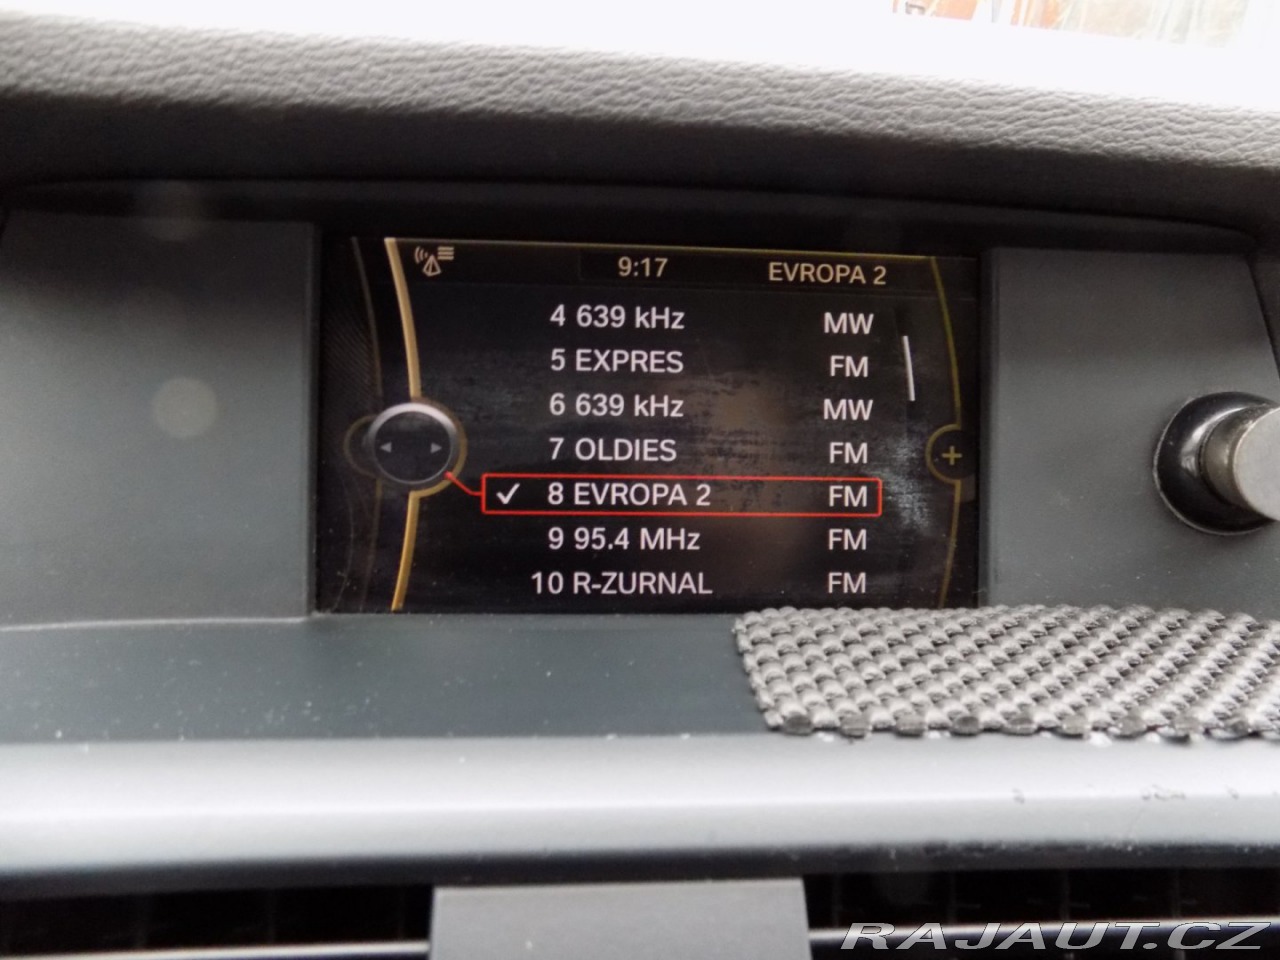 9:17 EVROPA 2
4 639 kHz MW
5 EXPRES FM
6 639 kHz MW
7 OLDIES FM
✓ 8 EVROPA 2 FM
9 95.4 MHz FM
10 R-ZURNAL FM
RAJAUT.CZ